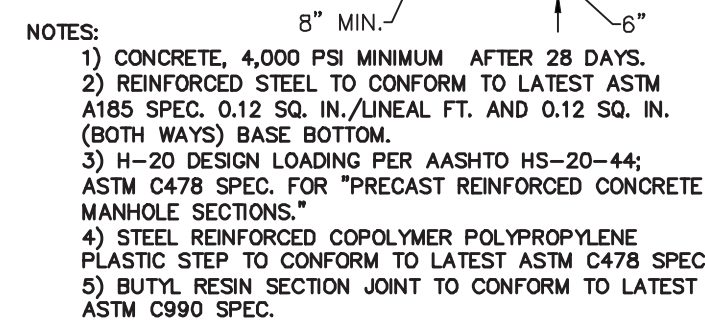 8" MIN.
6"
NOTES:
1) CONCRETE, 4,000 PSI MINIMUM AFTER 28 DAYS.
2) REINFORCED STEEL TO CONFORM TO LATEST ASTM
A185 SPEC. 0.12 SQ. IN./LINEAL FT. AND 0.12 SQ. IN.
(BOTH WAYS) BASE BOTTOM.
3) H-20 DESIGN LOADING PER AASHTO HS-20-44;
ASTM C478 SPEC. FOR "PRECAST REINFORCED CONCRETE
MANHOLE SECTIONS."
4) STEEL REINFORCED COPOLYMER POLYPROPYLENE
PLASTIC STEP TO CONFORM TO LATEST ASTM C478 SPEC
5) BUTYL RESIN SECTION JOINT TO CONFORM TO LATEST
ASTM C990 SPEC.